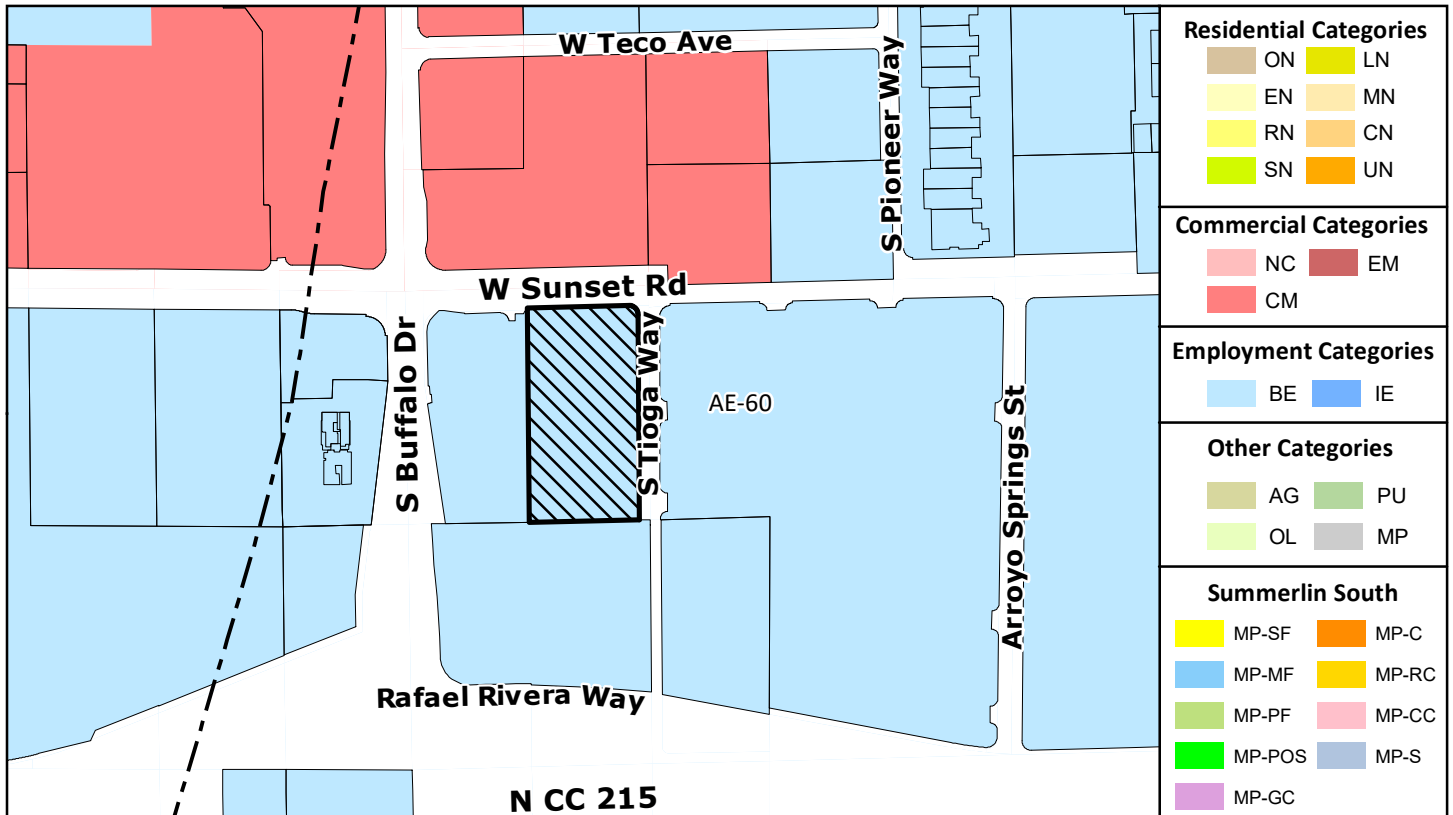 W Teco Ave
S Pioneer Way
W Sunset Rd
S Buffalo Dr
S Tioga Way
AE-60
Arroyo Springs St
Rafael Rivera Way
N CC 215
Residential Categories
ON LN
EN MN
RN CN
SN UN
Commercial Categories
NC EM
CM
Employment Categories
BE IE
Other Categories
AG PU
OL MP
Summerlin South
MP-SF MP-C
MP-MF MP-RC
MP-PF MP-CC
MP-POS MP-S
MP-GC